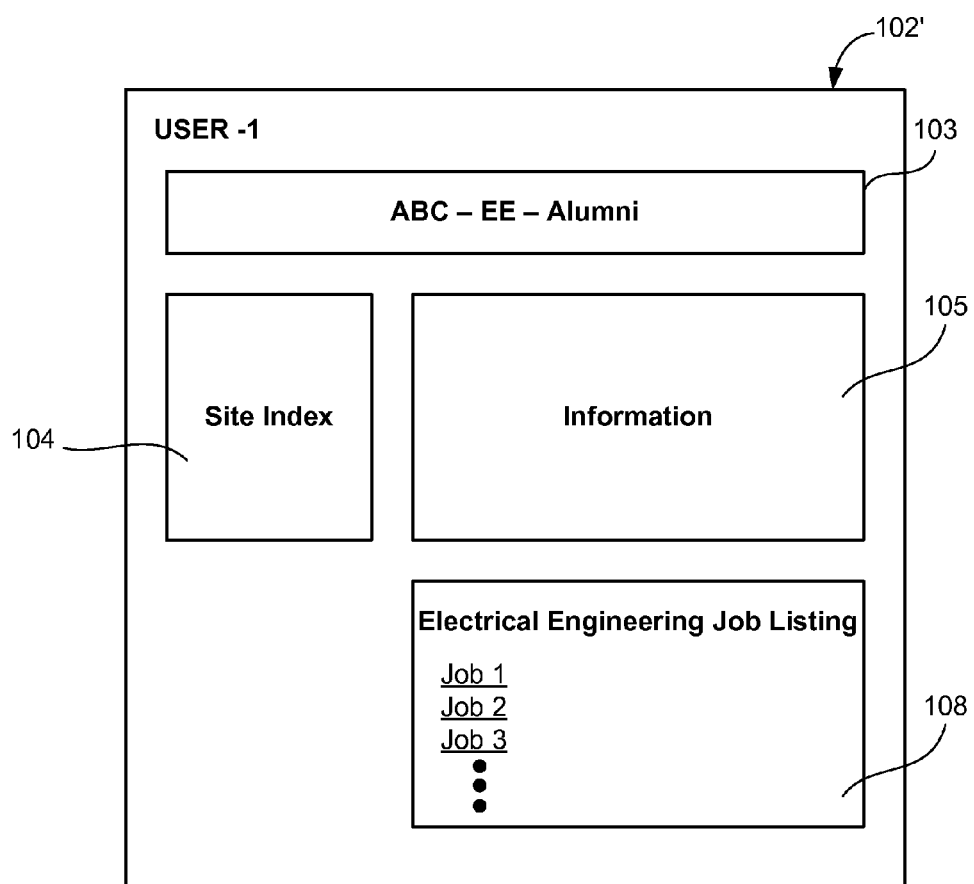 102'
USER -1
103
ABC – EE – Alumni
105
Site Index
Information
104
Electrical Engineering Job Listing
Job 1
Job 2
Job 3
108